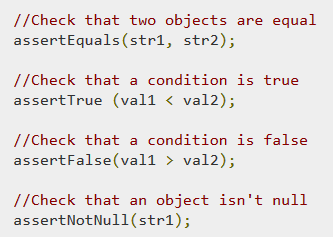 //Check that two objects are equal
assertEquals(str1, str2);
//Check that a condition is true
assertTrue (val1 < val2);
//Check that a condition is false
assertFalse(val1 > val2);
//Check that an object isn't null
assertNotNull(str1);